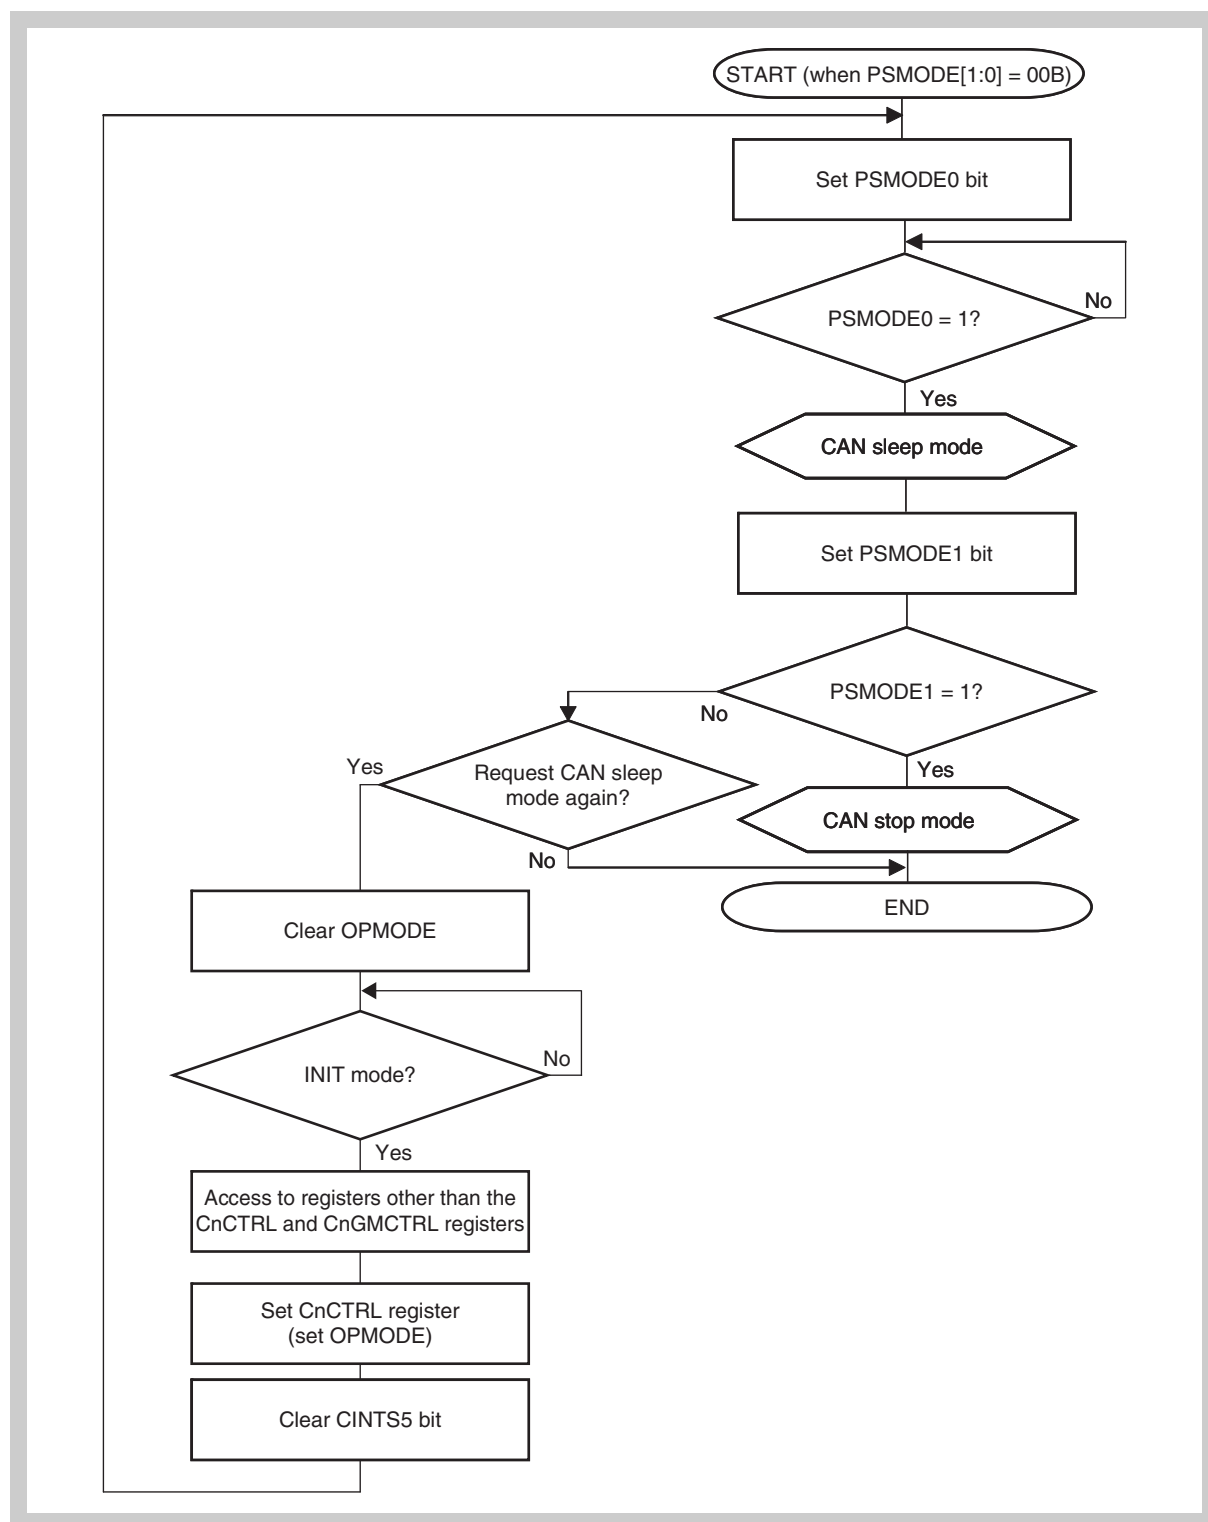 START (when PSMODE[1:0] = 00B)
Set PSMODE0 bit
No
PSMODE0 = 1?
Yes
CAN sleep mode
Set PSMODE1 bit
PSMODE1 = 1?
No
Yes
Yes
Request CAN sleep
mode again?
CAN stop mode
No
END
Clear OPMODE
No
INIT mode?
Yes
Access to registers other than the
CnCTRL and CnGMCTRL registers
Set CnCTRL register
(set OPMODE)
Clear CINTS5 bit